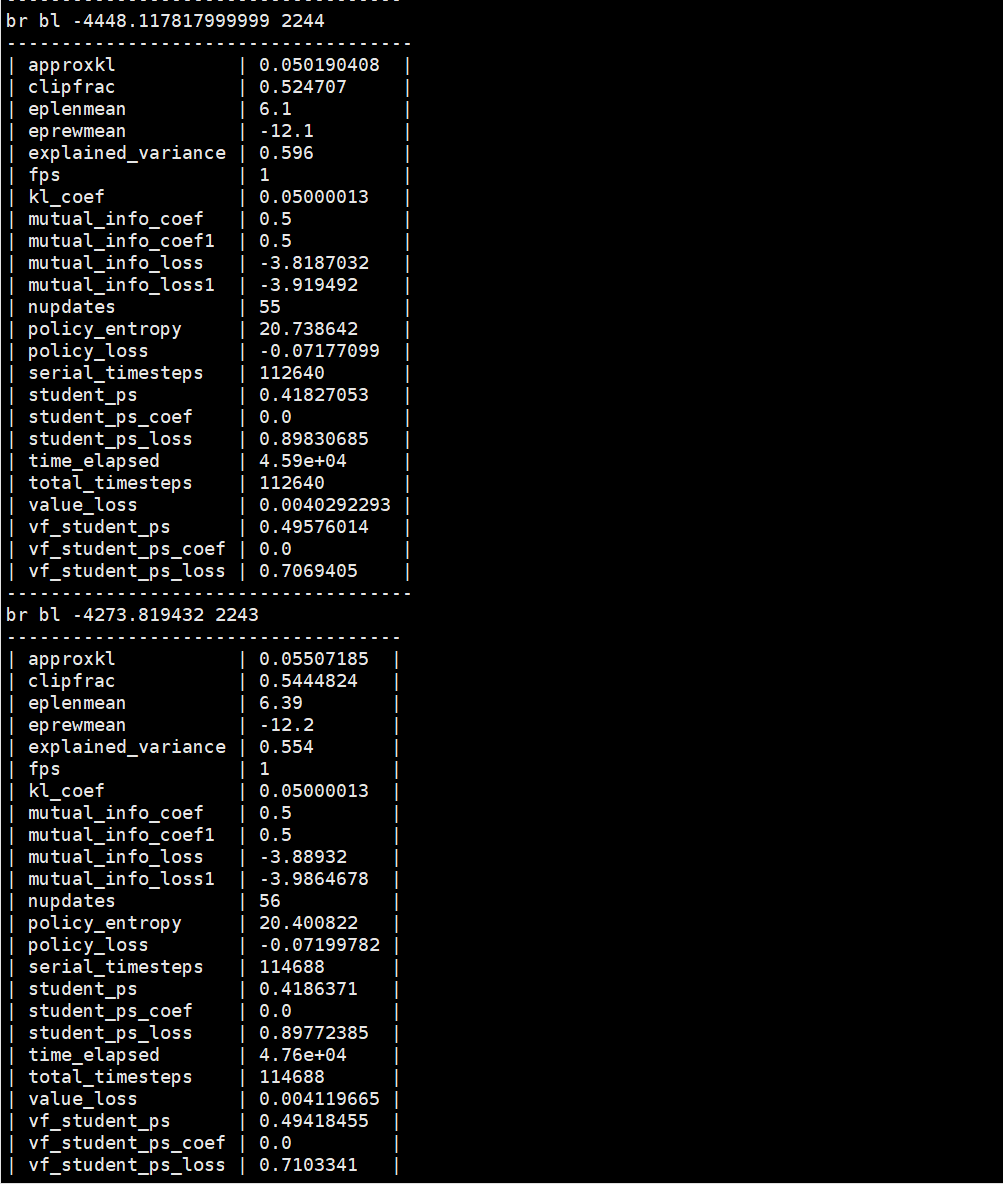 -------------------------------------
br bl -4448.117817999999 2244
-------------------------------------
| approxkl           | 0.050190408  |
| clipfrac           | 0.524707     |
| eplenmean          | 6.1          |
| eprewmean          | -12.1        |
| explained_variance | 0.596        |
| fps                | 1            |
| kl_coef            | 0.05000013   |
| mutual_info_coef   | 0.5          |
| mutual_info_coef1  | 0.5          |
| mutual_info_loss   | -3.8187032   |
| mutual_info_loss1  | -3.919492    |
| nupdates           | 55           |
| policy_entropy     | 20.738642    |
| policy_loss        | -0.07177099  |
| serial_timesteps   | 112640       |
| student_ps         | 0.41827053   |
| student_ps_coef    | 0.0          |
| student_ps_loss    | 0.89830685   |
| time_elapsed       | 4.59e+04     |
| total_timesteps    | 112640       |
| value_loss         | 0.0040292293 |
| vf_student_ps      | 0.49576014   |
| vf_student_ps_coef | 0.0          |
| vf_student_ps_loss | 0.7069405    |
-------------------------------------
br bl -4273.819432 2243
------------------------------------
| approxkl           | 0.05507185  |
| clipfrac           | 0.5444824   |
| eplenmean          | 6.39        |
| eprewmean          | -12.2       |
| explained_variance | 0.554       |
| fps                | 1           |
| kl_coef            | 0.05000013  |
| mutual_info_coef   | 0.5         |
| mutual_info_coef1  | 0.5         |
| mutual_info_loss   | -3.88932    |
| mutual_info_loss1  | -3.9864678  |
| nupdates           | 56          |
| policy_entropy     | 20.400822   |
| policy_loss        | -0.07199782 |
| serial_timesteps   | 114688      |
| student_ps         | 0.4186371   |
| student_ps_coef    | 0.0         |
| student_ps_loss    | 0.89772385  |
| time_elapsed       | 4.76e+04    |
| total_timesteps    | 114688      |
| value_loss         | 0.004119665 |
| vf_student_ps      | 0.49418455  |
| vf_student_ps_coef | 0.0         |
| vf_student_ps_loss | 0.7103341   |